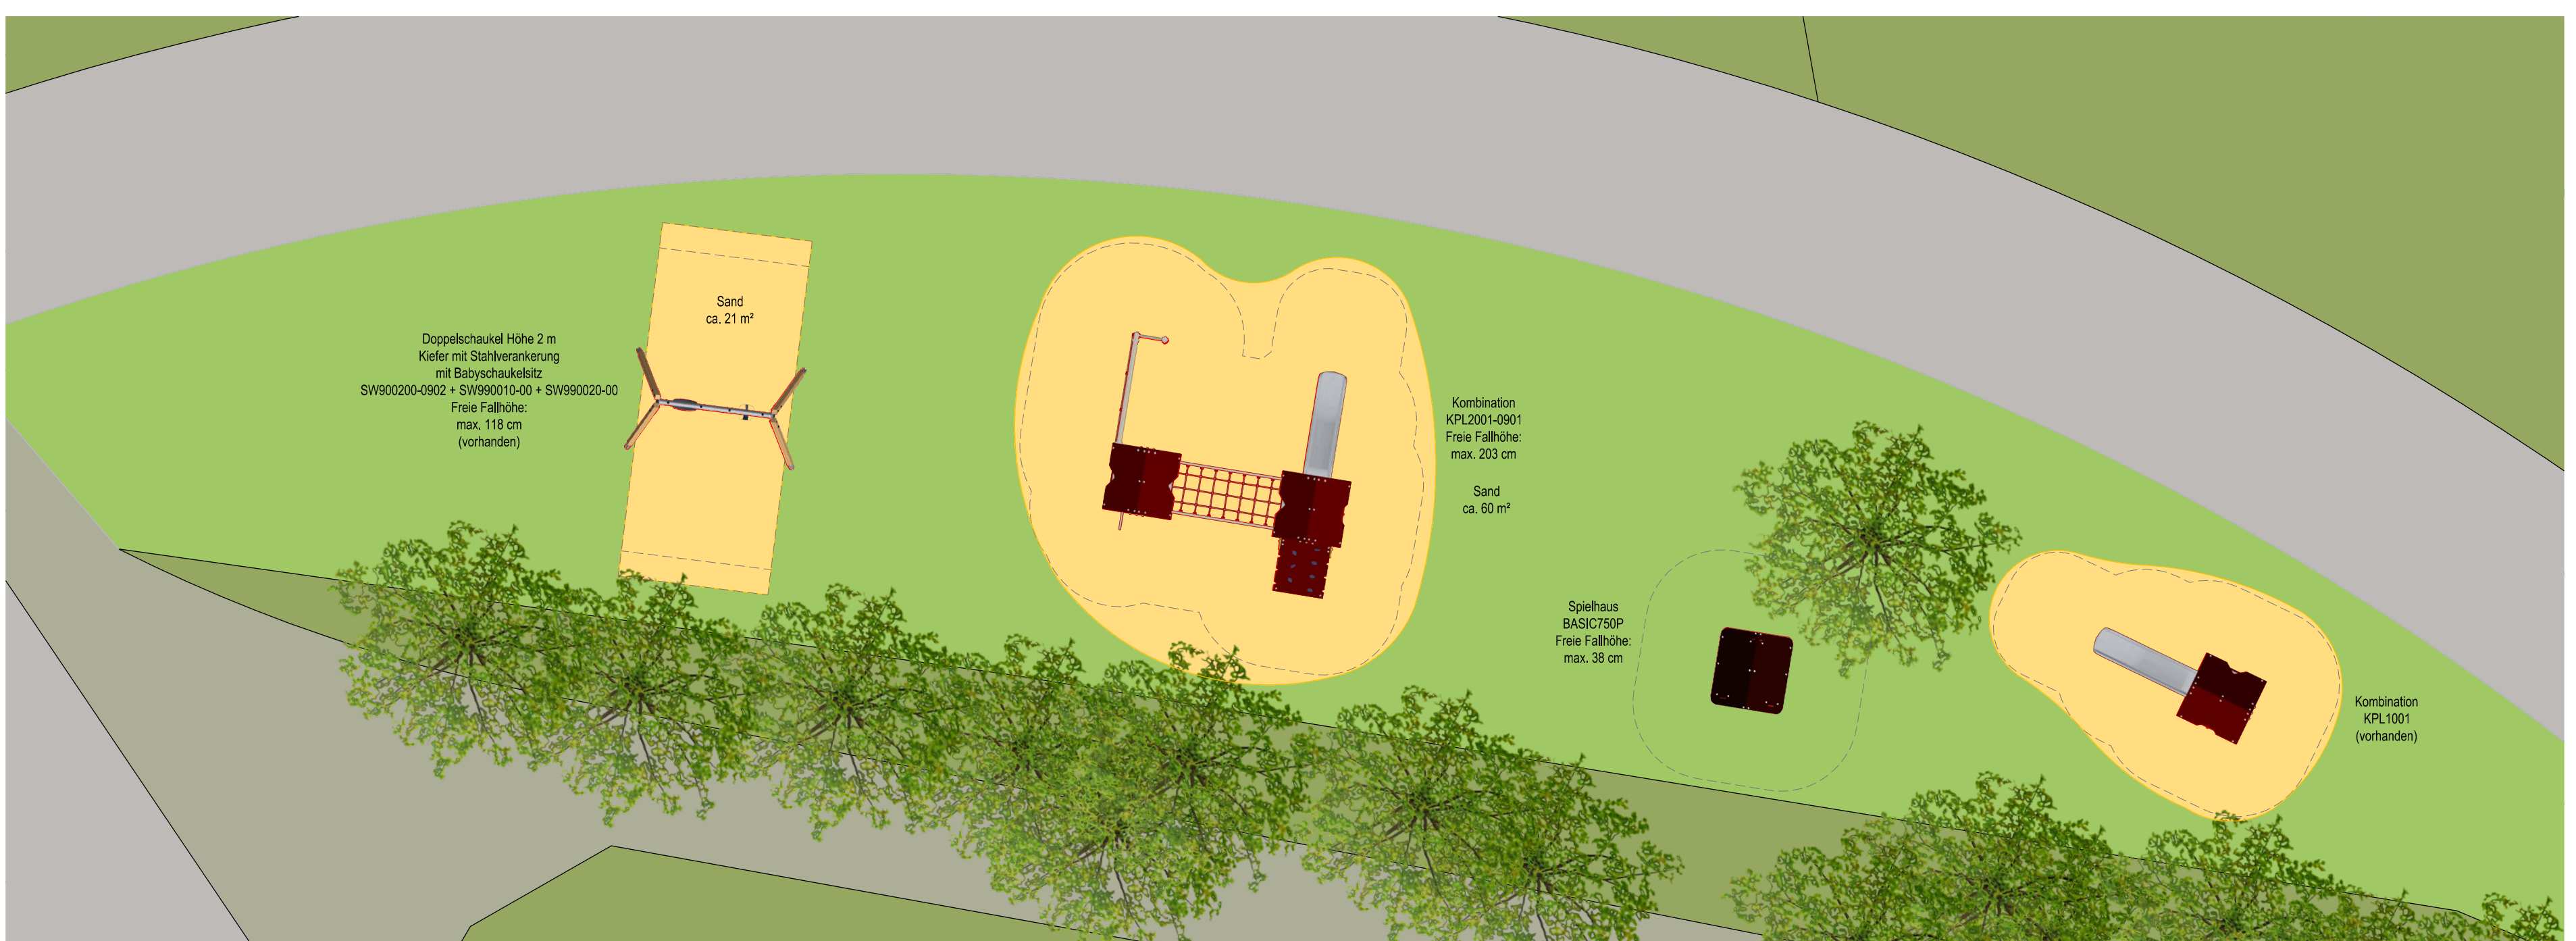 Sand
ca. 21 m²
Doppelschaukel Höhe 2 m
Kiefer mit Stahlverankerung
mit Babyschaukelsitz
SW900200-0902 + SW990010-00 + SW990020-00
Freie Fallhöhe:
max. 118 cm
(vorhanden)
Kombination
KPL2001-0901
Freie Fallhöhe:
max. 203 cm
Sand
ca. 60 m²
Spielhaus
BASIC750P
Freie Fallhöhe:
max. 38 cm
Kombination
KPL1001
(vorhanden)